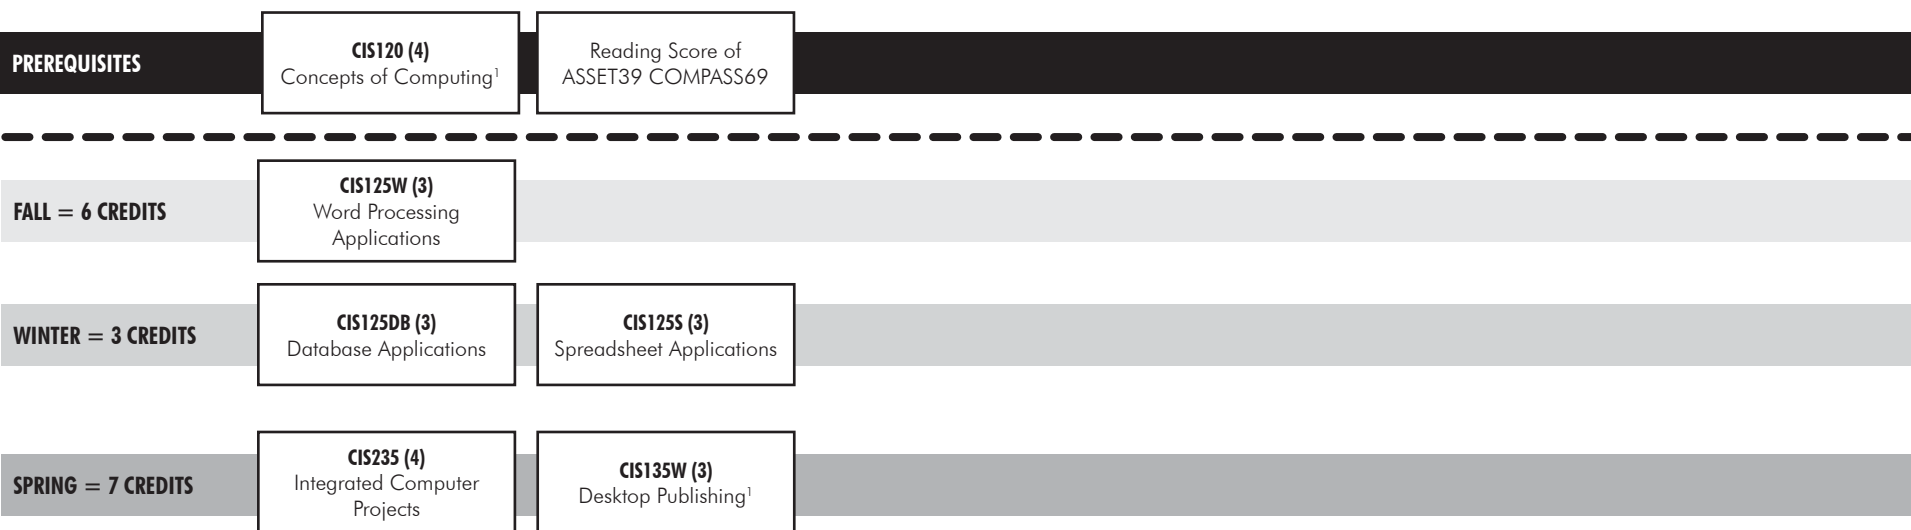 PREREQUISITES
CIS120 (4)
Concepts of Computing¹
Reading Score of
ASSET39 COMPASS69
FALL = 6 CREDITS
CIS125W (3)
Word Processing
Applications
WINTER = 3 CREDITS
CIS125DB (3)
Database Applications
CIS125S (3)
Spreadsheet Applications
SPRING = 7 CREDITS
CIS235 (4)
Integrated Computer
Projects
CIS135W (3)
Desktop Publishing¹